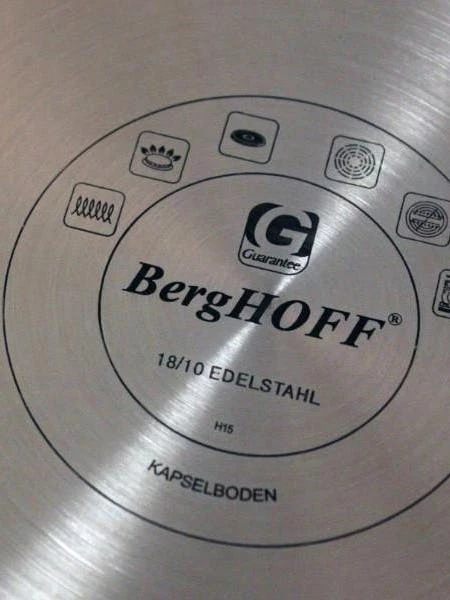 G
Guarantee
BergHOFF®
18/10 EDELSTAHL
H15
KAPSELBODEN